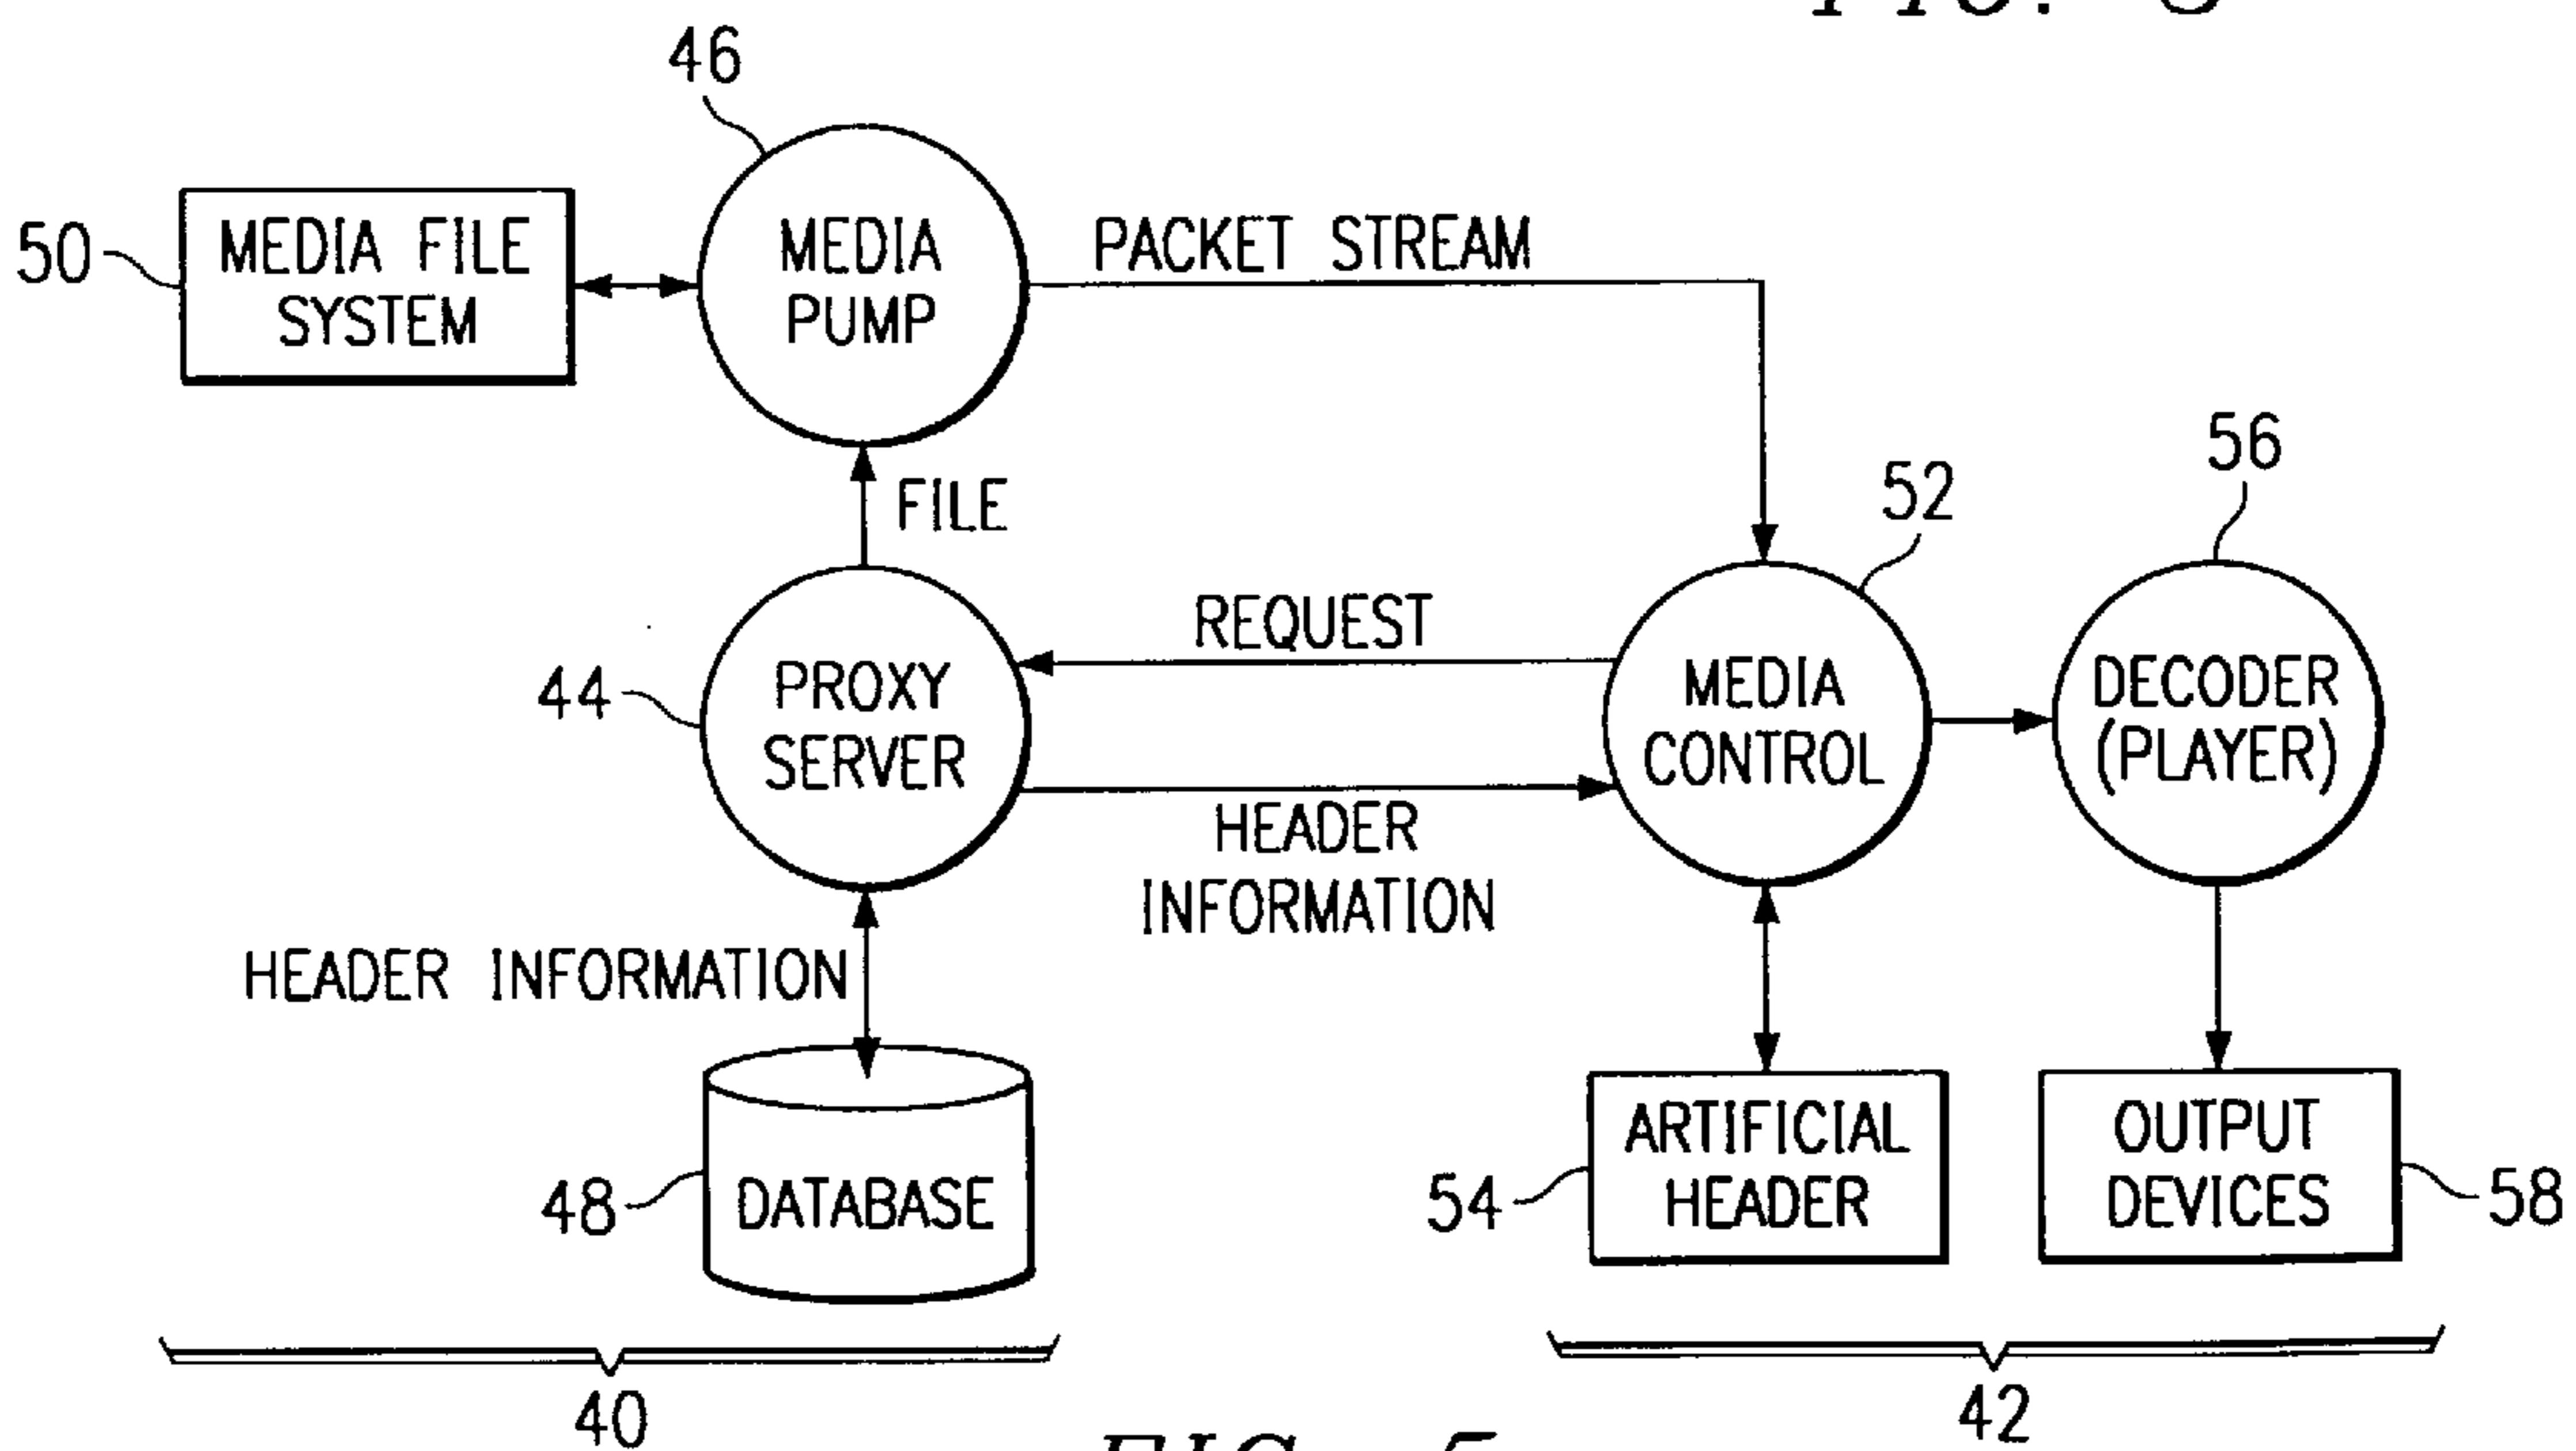 46
50
MEDIA FILE
SYSTEM
MEDIA
PUMP
PACKET STREAM
FILE
52
56
44
PROXY
SERVER
REQUEST
HEADER
INFORMATION
MEDIA
CONTROL
DECODER
(PLAYER)
HEADER INFORMATION
48
DATABASE
54
ARTIFICIAL
HEADER
OUTPUT
DEVICES
58
40
42